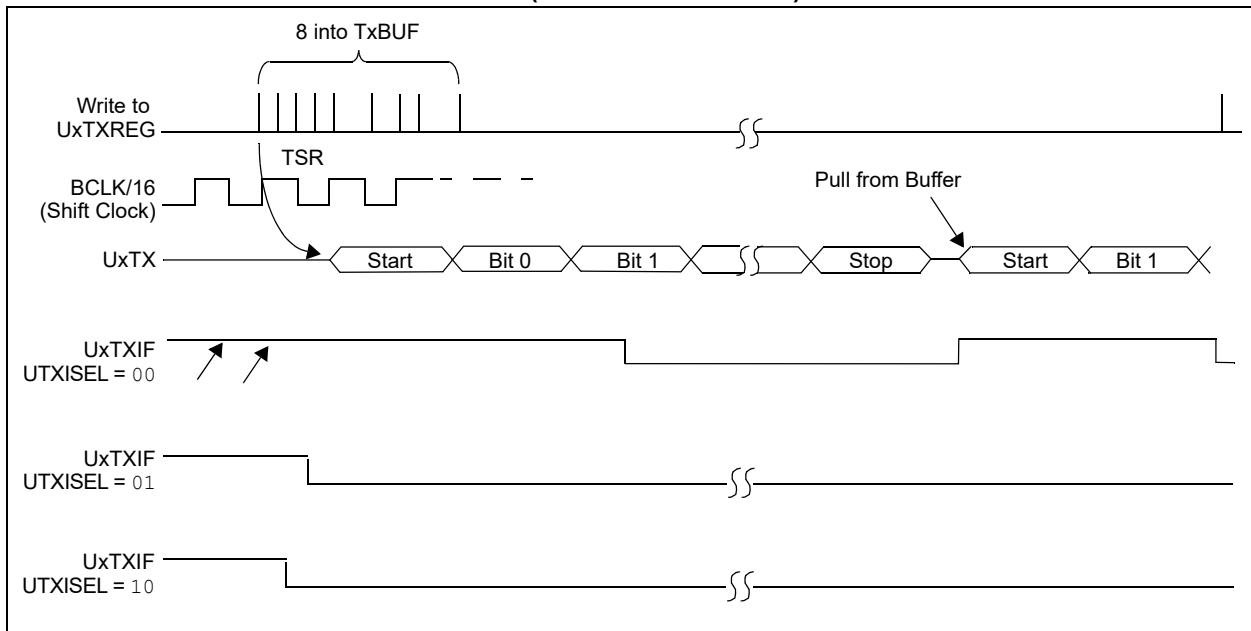 8 into TxBUF
Write to
UxTXREG
TSR
BCLK/16
(Shift Clock)
Pull from Buffer
UxTX
Start
Bit 0
Bit 1
Stop
Start
Bit 1
UxTXIF
UTXISEL = 00
UxTXIF
UTXISEL = 01
UxTXIF
UTXISEL = 10